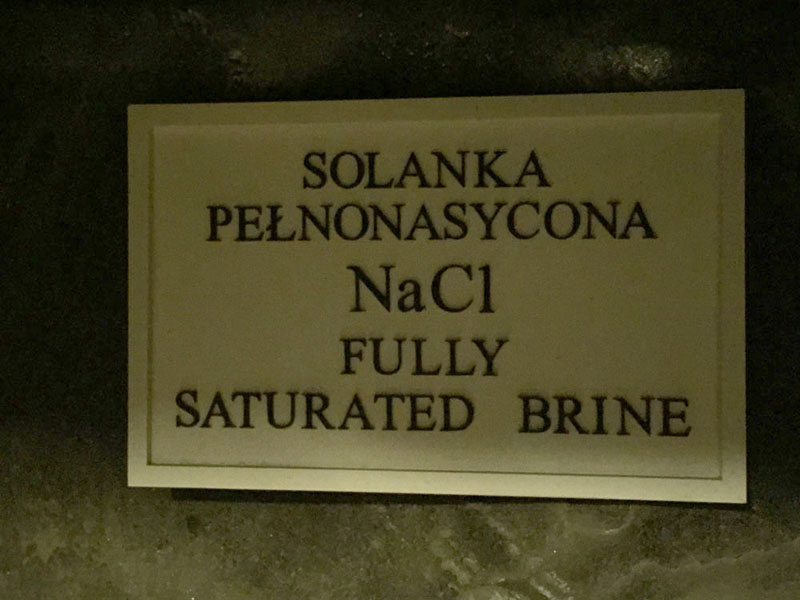 SOLANKA
PEŁNONASYCONA
NaCl
FULLY
SATURATED BRINE